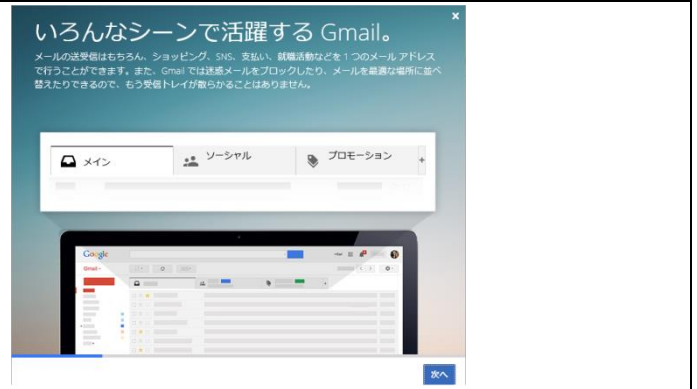 いろんなシーンで活躍する Gmail。
メールの送受信はもちろん、ショッピング、SNS、支払い、就職活動などを 1 つのメール アドレス
で行うことができます。また、Gmail では迷惑メールをブロックしたり、メールを最適な場所に並べ
替えたりできるので、もう受信トレイが散らかることはありません。
メイン
ソーシャル
プロモーション
+
Google
Gmail
次へ